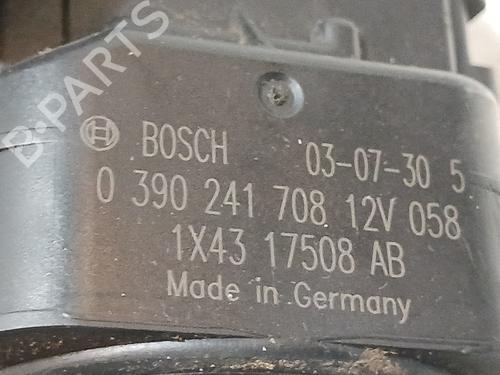 B-PARTS
BOSCH 03-07-30 5
0 390 241 708 12V 058
1X43 17508 AB
Made in Germany